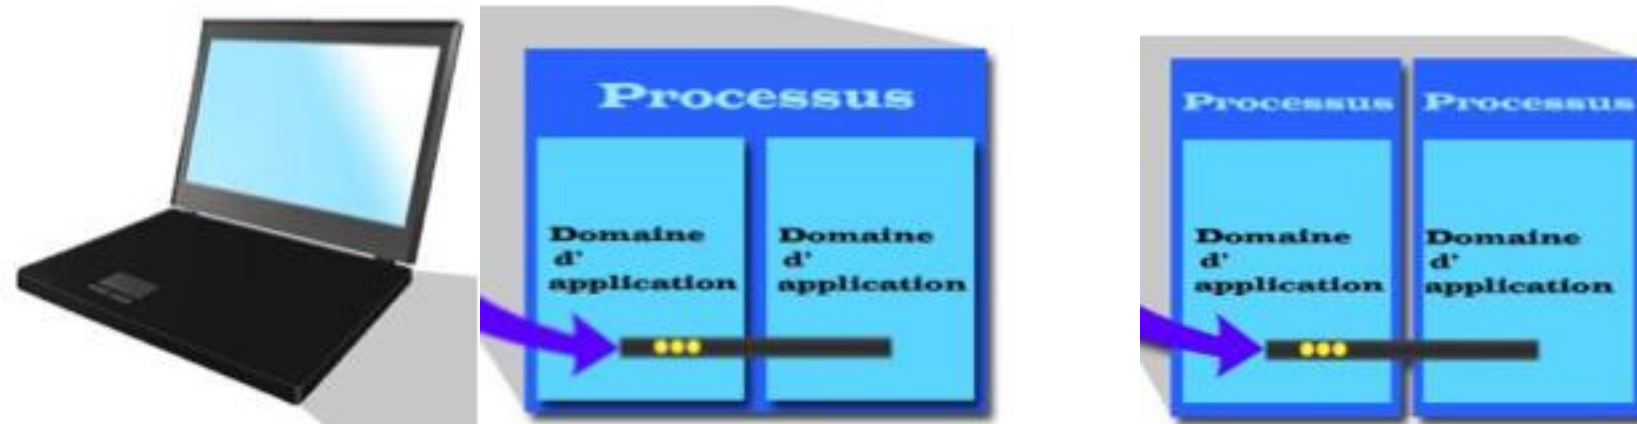 Processus
Domaine
d'
application
Domaine
d'
application
Processus
Processus
Domaine
d'
application
Domaine
d'
application